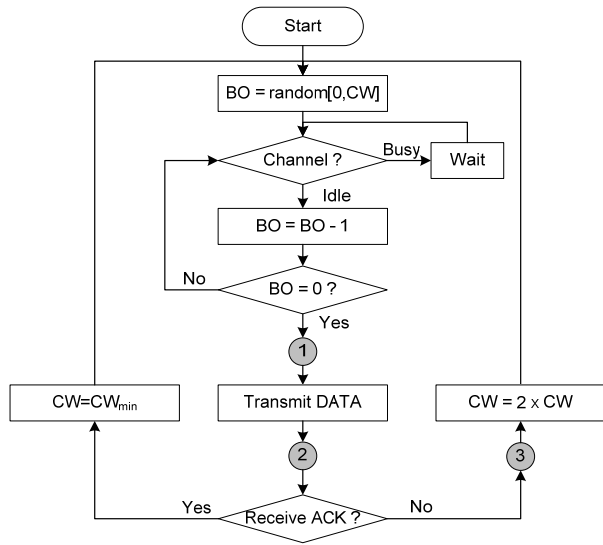 Start
BO = random[0,CW]
Channel ?
Busy
Wait
Idle
BO = BO - 1
No
BO = 0 ?
Yes
1
CW=CWmin
Transmit DATA
CW = 2 x CW
2
3
Yes
Receive ACK ?
No